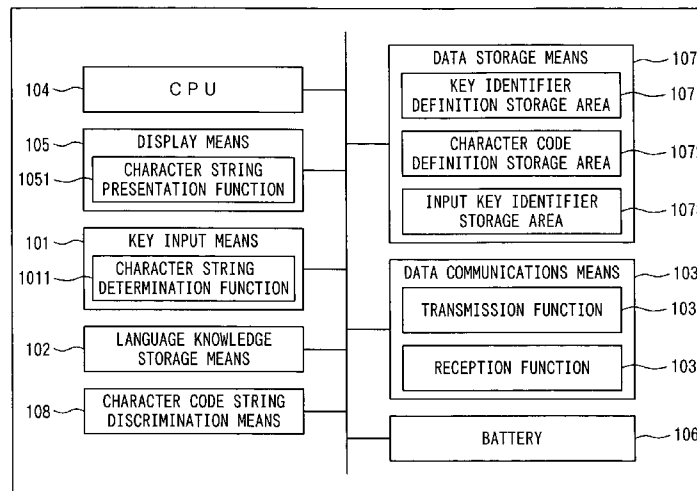 104
CPU
105
DISPLAY MEANS
1051
CHARACTER STRING
PRESENTATION FUNCTION
101
KEY INPUT MEANS
1011
CHARACTER STRING
DETERMINATION FUNCTION
102
LANGUAGE KNOWLEDGE
STORAGE MEANS
108
CHARACTER CODE STRING
DISCRIMINATION MEANS
DATA STORAGE MEANS
107
KEY IDENTIFIER
DEFINITION STORAGE AREA
107
CHARACTER CODE
DEFINITION STORAGE AREA
107
INPUT KEY IDENTIFIER
STORAGE AREA
107
DATA COMMUNICATIONS MEANS
103
TRANSMISSION FUNCTION
103
RECEPTION FUNCTION
103
BATTERY
106